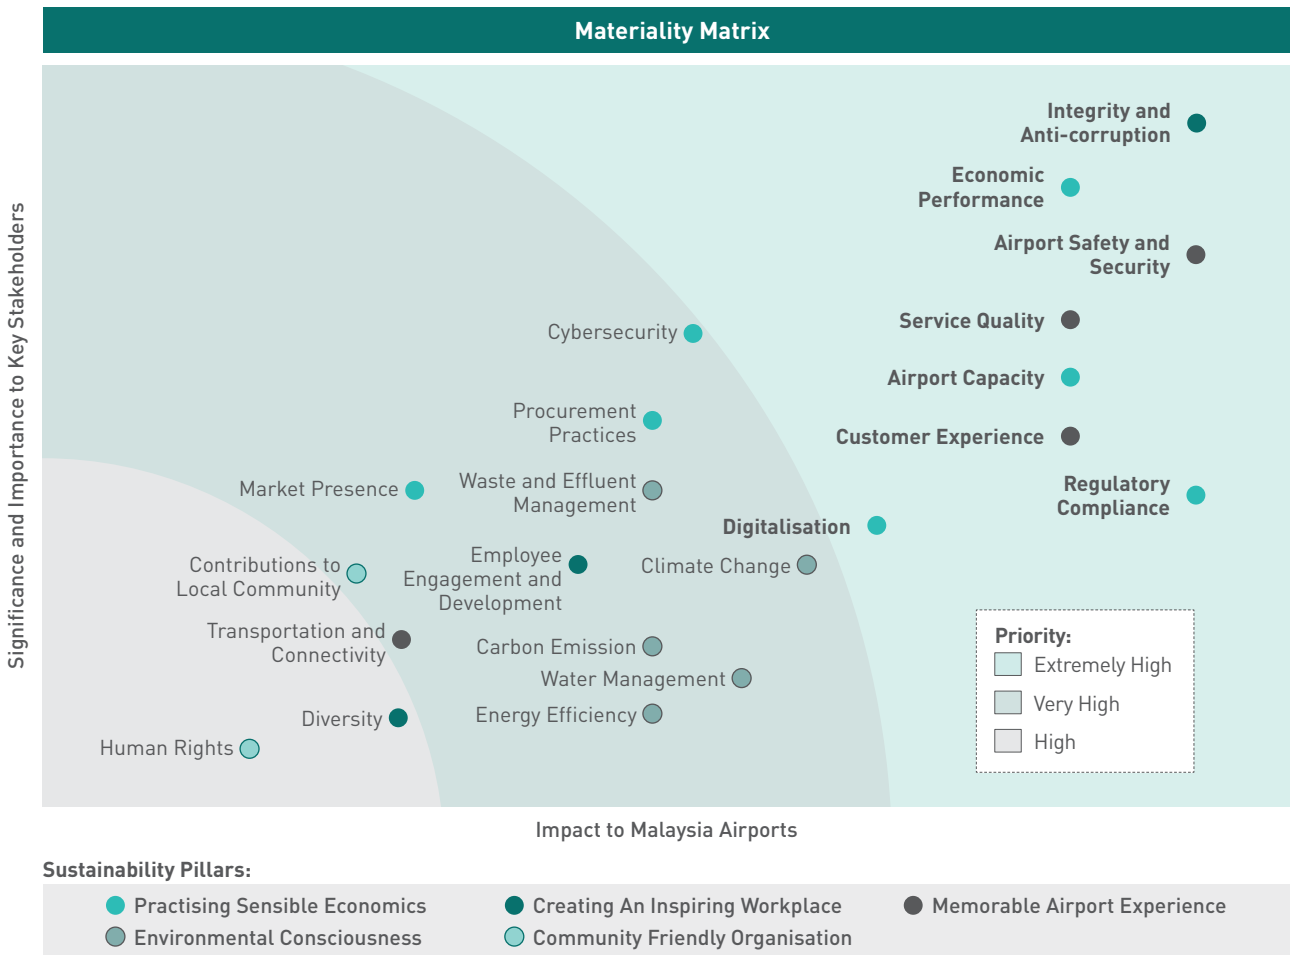 Materiality Matrix
Significance and Importance to Key Stakeholders
Integrity and
Anti-corruption
Economic
Performance
Airport Safety and
Security
Service Quality
Cybersecurity
Airport Capacity
Procurement
Practices
Customer Experience
Market Presence
Waste and Effluent
Management
Regulatory
Compliance
Digitalisation
Contributions to
Local Community
Employee
Engagement and
Development
Climate Change
Transportation and
Connectivity
Carbon Emission
Water Management
Diversity
Energy Efficiency
Human Rights
Priority:
Extremely High
Very High
High
Impact to Malaysia Airports
Sustainability Pillars:
Practising Sensible Economics
Creating An Inspiring Workplace
Memorable Airport Experience
Environmental Consciousness
Community Friendly Organisation